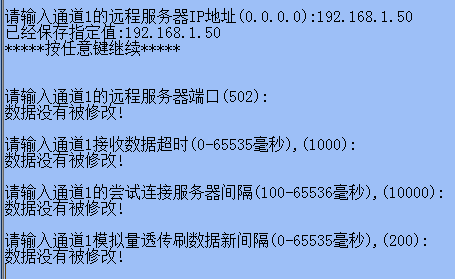 请输入通道1的远程服务器IP地址(0.0.0.0):192.168.1.50
已经保存指定值:192.168.1.50
*****按任意键继续*****
请输入通道1的远程服务器端口(502):
数据没有被修改!
请输入通道1接收数据超时(0-65535毫秒),(1000):
数据没有被修改!
请输入通道1的尝试连接服务器间隔(100-65536毫秒),(10000):
数据没有被修改!
请输入通道1模拟量透传刷数据新间隔(0-65535毫秒),(200):
数据没有被修改!